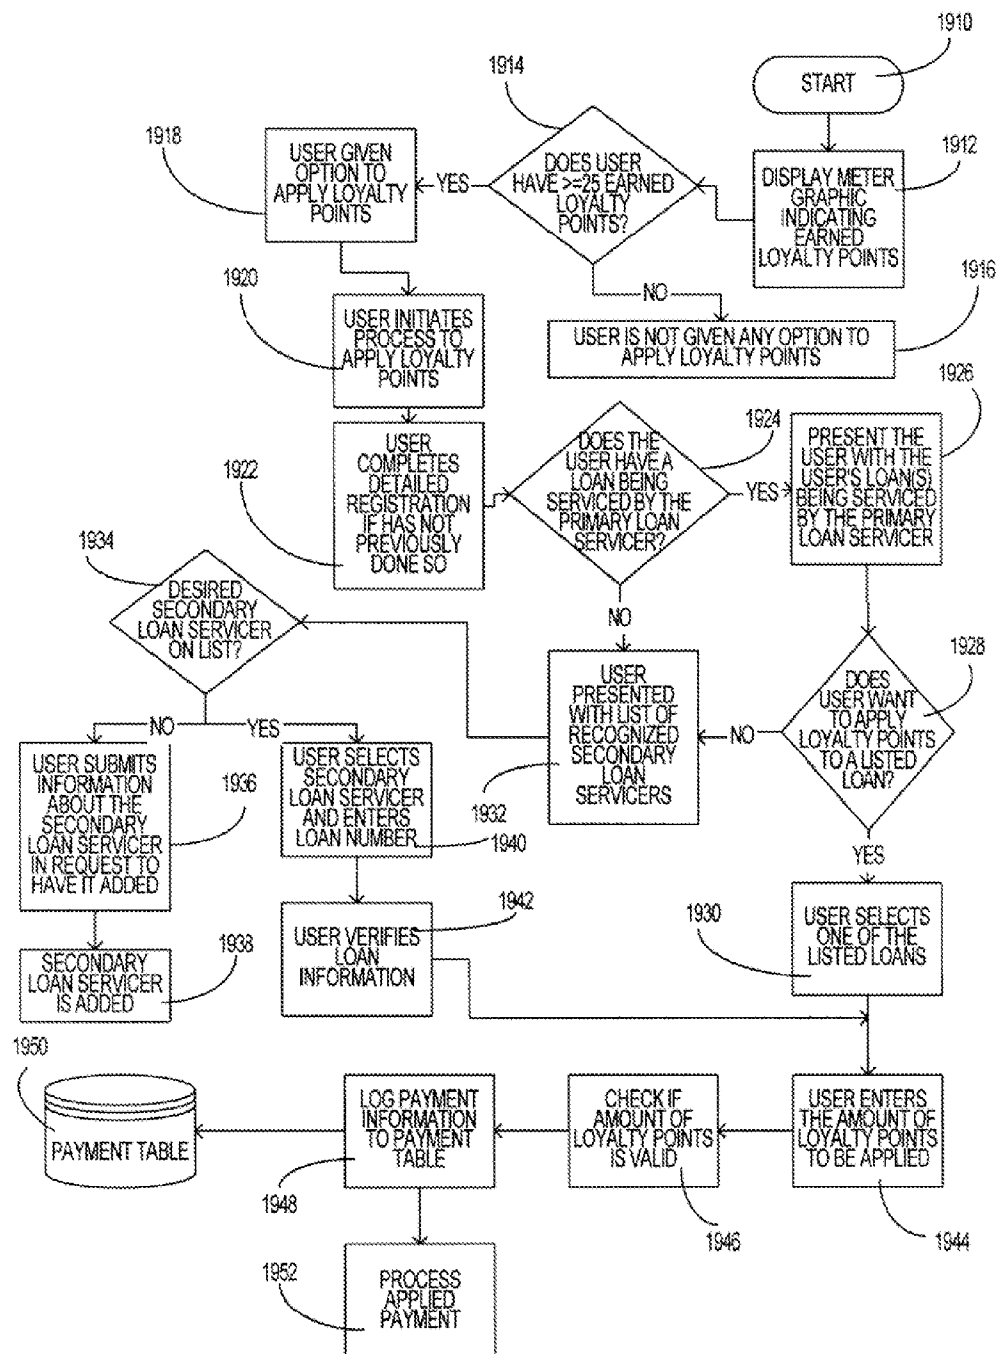 1910
START
1912
DISPLAY METER
GRAPHIC
INDICATING
EARNED
LOYALTY POINTS
1914
DOES USER
HAVE >=25 EARNED
LOYALTY
POINTS?
YES
NO
1916
USER IS NOT GIVEN ANY OPTION TO
APPLY LOYALTY POINTS
1918
USER GIVEN
OPTION TO
APPLY LOYALTY
POINTS
1920
USER INITIATES
PROCESS TO
APPLY LOYALTY
POINTS
1922
USER
COMPLETES
DETAILED
REGISTRATION
IF HAS NOT
PREVIOUSLY
DONE SO
1924
DOES THE
USER HAVE A
LOAN BEING
SERVICED BY THE
PRIMARY LOAN
SERVICER?
YES
NO
1926
PRESENT THE
USER WITH THE
USER'S LOAN(S)
BEING SERVICED
BY THE PRIMARY
LOAN SERVICER
1928
DOES
USER WANT
TO APPLY
LOYALTY POINTS
TO A LISTED
LOAN?
NO
YES
1930
USER SELECTS
ONE OF THE
LISTED LOANS
1932
USER
PRESENTED
WITH LIST OF
RECOGNIZED
SECONDARY
LOAN
SERVICERS
1934
DESIRED
SECONDARY
LOAN SERVICER
ON LIST?
NO
YES
1936
USER SUBMITS
INFORMATION
ABOUT THE
SECONDARY
LOAN SERVICER
IN REQUEST TO
HAVE IT ADDED
1938
SECONDARY
LOAN SERVICER
IS ADDED
1940
USER SELECTS
SECONDARY
LOAN SERVICER
AND ENTERS
LOAN NUMBER
1942
USER VERIFIES
LOAN
INFORMATION
1944
USER ENTERS
THE AMOUNT OF
LOYALTY POINTS
TO BE APPLIED
1946
CHECK IF
AMOUNT OF
LOYALTY POINTS
IS VALID
1948
LOG PAYMENT
INFORMATION
TO PAYMENT
TABLE
1950
PAYMENT TABLE
1952
PROCESS
APPLIED
PAYMENT